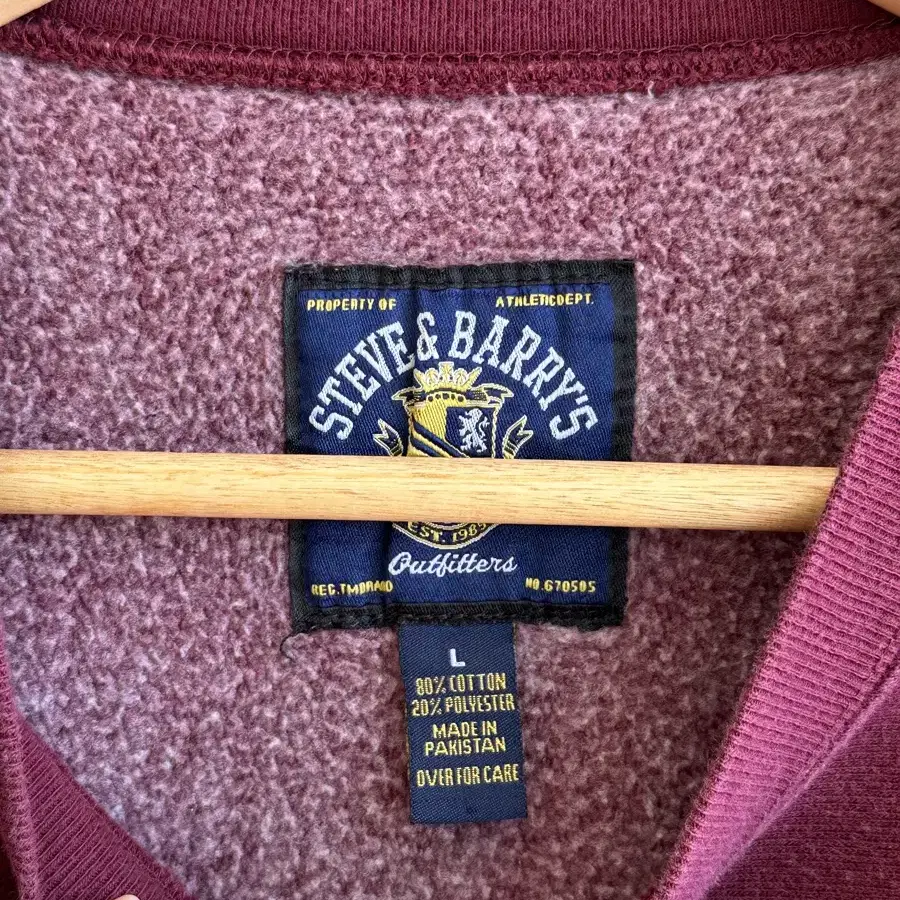 PROPERTY OF ATHLETICDEPT.
STEVE & BARRY'S
EST. 1985
Outfitters
REG.TMBRAND NO.670505
L
80% COTTON
20% POLYESTER
MADE IN
PAKISTAN
OVER FOR CARE